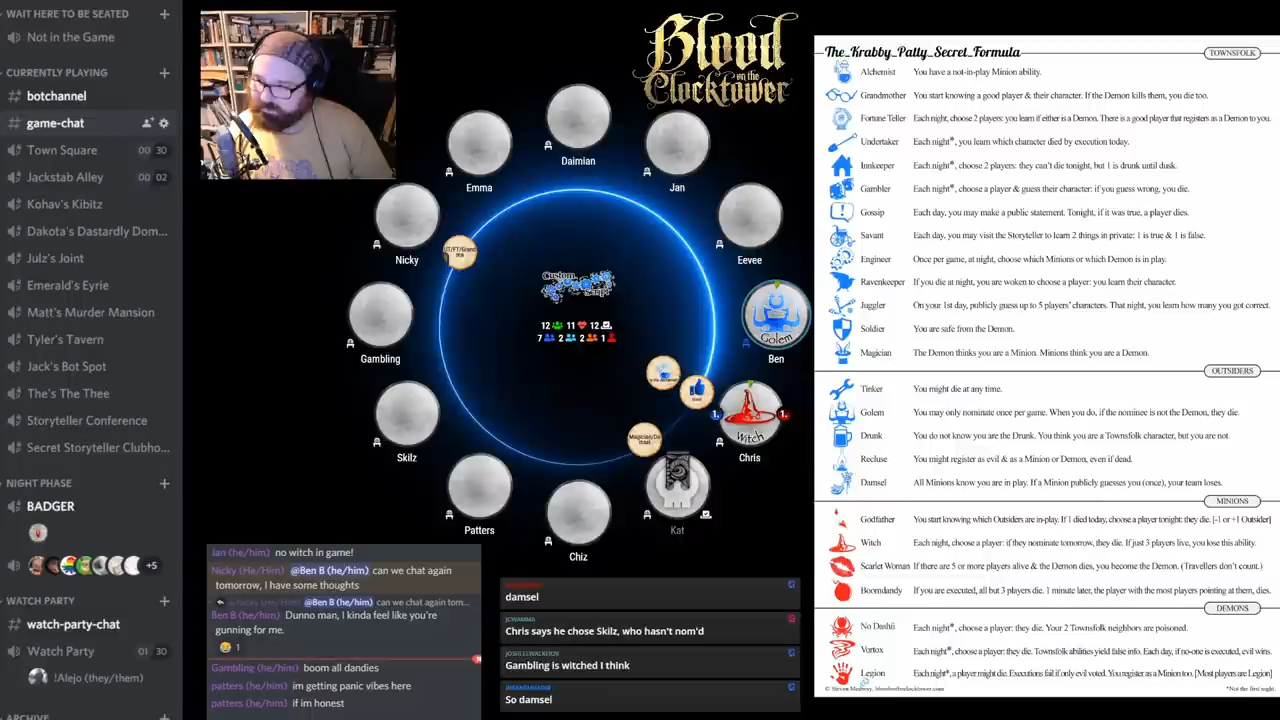 WAIT HERE TO BE SEATED
Not in the Game
CURRENTLY PLAYING
botchannel
game-chat
Town Square
00 30
Jackstab Alley
00 02
Kohav's Kibitz
Dakota's Dastardly Dom...
Jaiz's Joint
Emerald's Eyrie
Matt's Murder Mansion
Tyler's Tavern
Jack's Bot Spot
The's The Thee
Storyteller Conference
Secret Storyteller Clubho...
NIGHT PHASE
BADGER
+5
WATCH PARTY
watch-party-chat
Watch Party
30
!Alejo (they/them)
ARCHIVE
Blood
on the
Clocktower
Daimian
Emma
Jan
Nicky
Eevee
UT/FT/Grand
ma
Gambling
Golem
Ben
Custom
Script
12 11 12
7 2 2 1
Skilz
1.
Witch
1.
Chris
Patters
Chiz
Kat
Jan (he/him) no witch in game!
Nicky (He/Him) @Ben B (he/him) can we chat again
tomorrow, I have some thoughts
@Ben B (he/him) can we chat again tom...
Ben B (he/him) Dunno man, I kinda feel like you're
gunning for me.
1
Gambling (he/him) boom all dandies
patters (he/him) im getting panic vibes here
patters (he/him) if im honest
damsel
JCWAMMA
Chris says he chose Skilz, who hasn't nom'd
Gambling is witched I think
So damsel
The_Krabby_Patty_Secret_Formula
TOWNSFOLK
Alchemist You have a not-in-play Minion ability.
Grandmother You start knowing a good player & their character. If the Demon kills them, you die too.
Fortune Teller Each night, choose 2 players: you learn if either is a Demon. There is a good player that registers as a Demon to you.
Undertaker Each night*, you learn which character died by execution today.
Innkeeper Each night*, choose 2 players: they can't die tonight, but 1 is drunk until dusk.
Gambler Each night*, choose a player & guess their character: if you guess wrong, you die.
Gossip Each day, you may make a public statement. Tonight, if it was true, a player dies.
Savant Each day, you may visit the Storyteller to learn 2 things in private: 1 is true & 1 is false.
Engineer Once per game, at night, choose which Minions or which Demon is in play.
Ravenkeeper If you die at night, you are woken to choose a player: you learn their character.
Juggler On your 1st day, publicly guess up to 5 players' characters. That night, you learn how many you got correct.
Soldier You are safe from the Demon.
Magician The Demon thinks you are a Minion. Minions think you are a Demon.
OUTSIDERS
Tinker You might die at any time.
Golem You may only nominate once per game. When you do, if the nominee is not the Demon, they die.
Drunk You do not know you are the Drunk. You think you are a Townsfolk character, but you are not.
Recluse You might register as evil & as a Minion or Demon, even if dead.
Damsel All Minions know you are in play. If a Minion publicly guesses you (once), your team loses.
MINIONS
Godfather You start knowing which Outsiders are in-play. If 1 died today, choose a player tonight: they die. [-1 or +1 Outsider]
Witch Each night, choose a player: if they nominate tomorrow, they die. If just 3 players live, you lose this ability.
Scarlet Woman If there are 5 or more players alive & the Demon dies, you become the Demon. (Travellers don't count.)
Boomdandy If you are executed, all but 3 players die. 1 minute later, the player with the most players pointing at them, dies.
DEMONS
No Dashii Each night*, choose a player: they die. Your 2 Townsfolk neighbors are poisoned.
Vortox Each night*, choose a player: they die. Townsfolk abilities yield false info. Each day, if no-one is executed, evil wins.
Legion Each night*, a player might die. Executions fail if only evil voted. You register as a Minion too. [Most players are Legion]
© Steven Medway, bloodontheclocktower.com
*Not the first night.